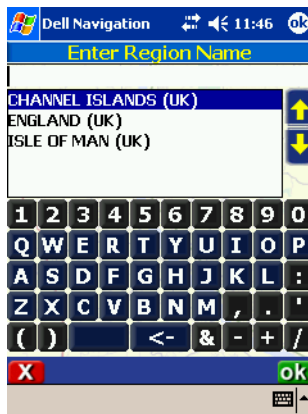 Dell Navigation 11:46 ok
Enter Region Name
CHANNEL ISLANDS (UK)
ENGLAND (UK)
ISLE OF MAN (UK)
1 2 3 4 5 6 7 8 9 0
Q W E R T Y U I O P
A S D F G H J K L :
Z X C V B N M , . '
( ) <- & - + /
X ok